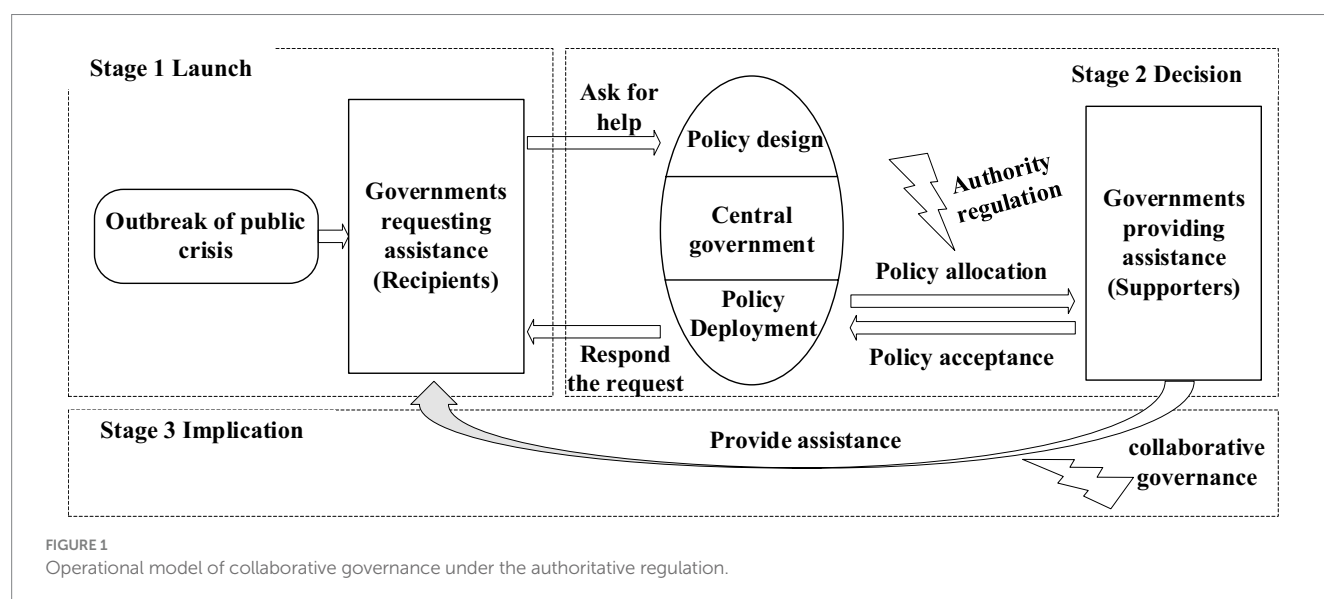 Stage 1 Launch
Outbreak of public
crisis
Governments
requesting
assistance
(Recipients)
Ask for
help
Respond
the request
Stage 2 Decision
Policy design
Central
government
Policy
Deployment
Authority
regulation
Policy allocation
Policy acceptance
Governments
providing
assistance
(Supporters)
Stage 3 Implication
Provide assistance
collaborative
governance
FIGURE 1
Operational model of collaborative governance under the authoritative regulation.